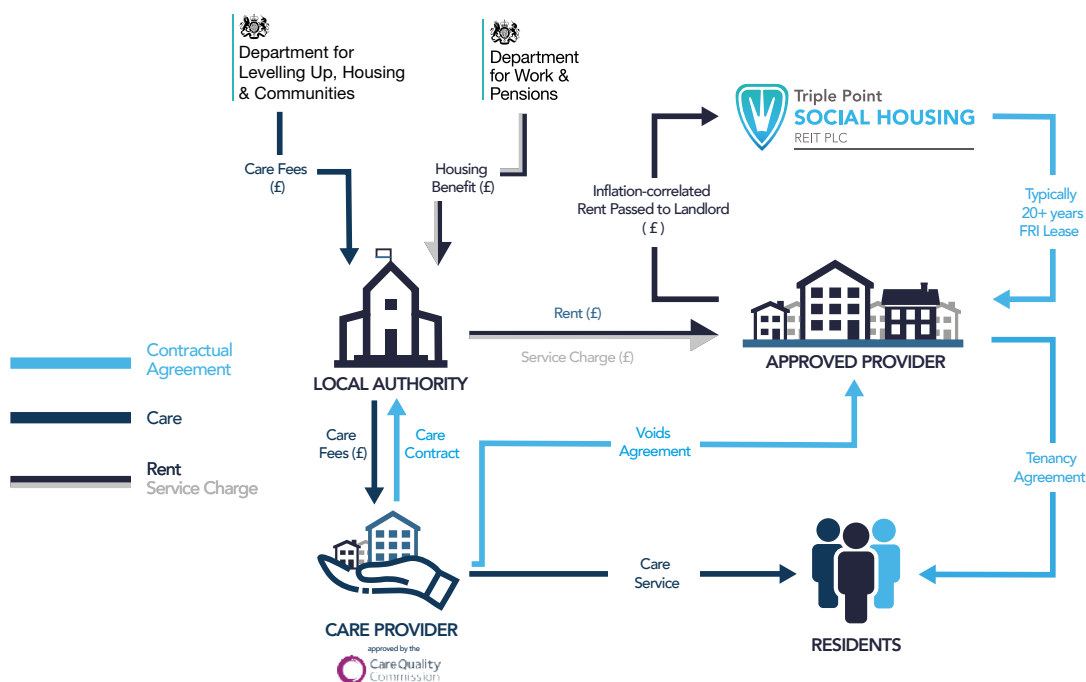 Department for
Levelling Up, Housing
& Communities
Department
for Work &
Pensions
Triple Point
SOCIAL HOUSING
REIT PLC
Care Fees
(£)
Housing
Benefit (£)
Inflation-correlated
Rent Passed to Landlord
( £ )
Typically
20+ years
FRI Lease
Rent (£)
Service Charge (£)
LOCAL AUTHORITY
APPROVED PROVIDER
Contractual
Agreement
Care
Rent
Service Charge
Care
Fees (£)
Care
Contract
Voids
Agreement
Tenancy
Agreement
Care
Service
CARE PROVIDER
approved by the
CareQuality
Commission
RESIDENTS